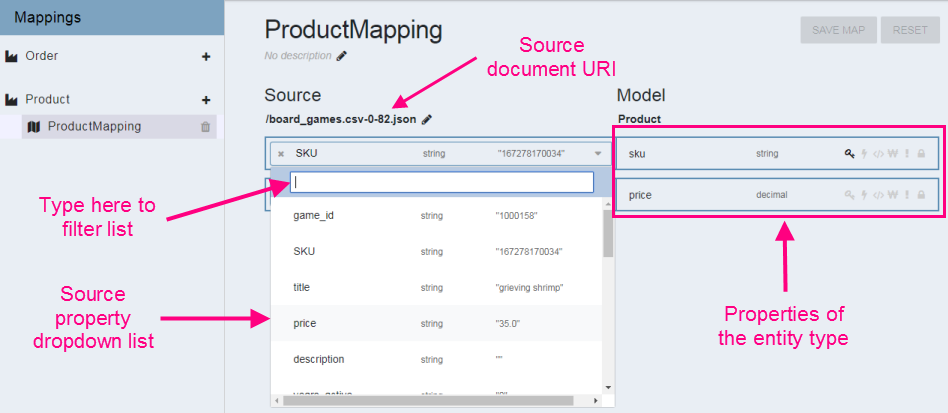 Mappings
Order +
Product +
ProductMapping
ProductMapping
No description
SAVE MAP
RESET
Source
document URI
Source
Model
/board_games.csv-0-82.json
Product
SKU string "167278170034"
sku string
price decimal
Type here to
filter list
game_id string "1000158"
SKU string "167278170034"
title string "grieving shrimp"
price string "35.0"
description string ""
Source
property
dropdown list
Properties of
the entity type